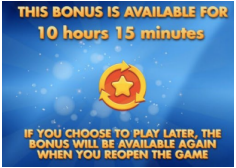 THIS BONUS IS AVAILABLE FOR
10 hours 15 minutes
IF YOU CHOOSE TO PLAY LATER, THE
BONUS WILL BE AVAILABLE AGAIN
WHEN YOU REOPEN THE GAME